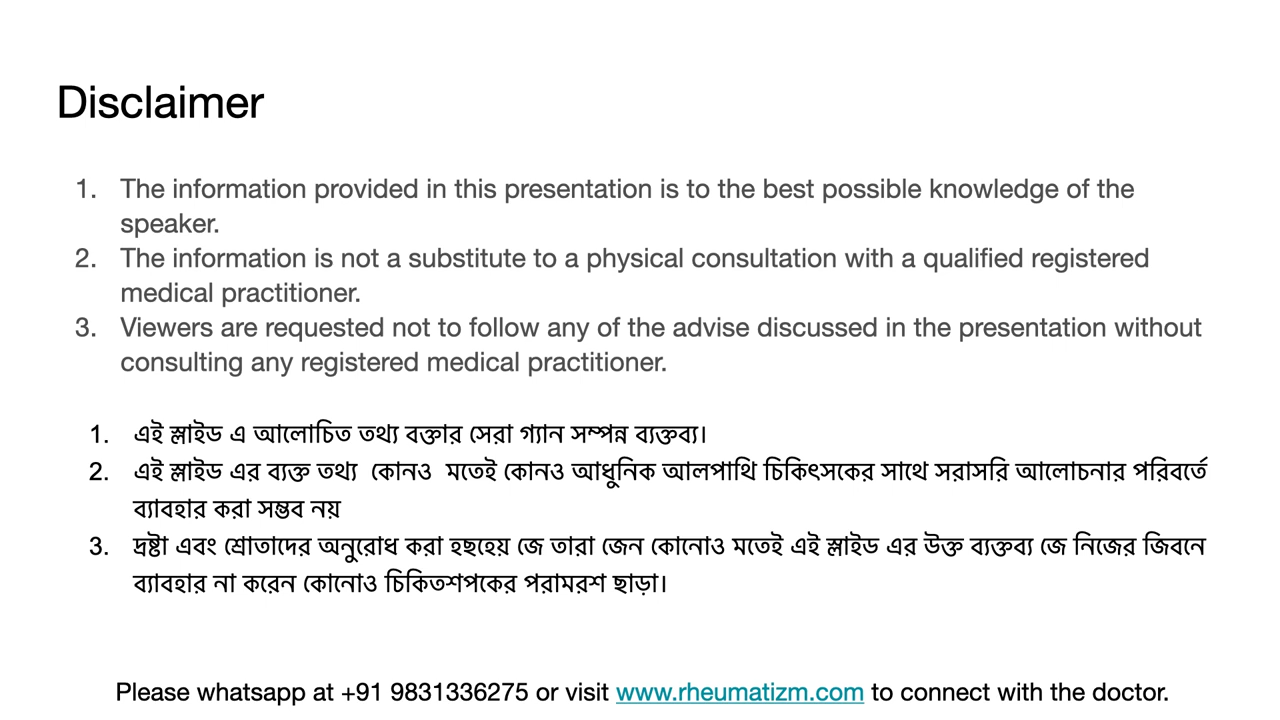 Disclaimer
1. The information provided in this presentation is to the best possible knowledge of the
speaker.
2. The information is not a substitute to a physical consultation with a qualified registered
medical practitioner.
3. Viewers are requested not to follow any of the advise discussed in the presentation without
consulting any registered medical practitioner.
1. এই স্লাইড এ আলোচিত তথ্য বক্তার সেরা গ্যান সম্পন্ন ব্যক্তব্য।
2. এই স্লাইড এর ব্যক্ত তথ্য কোনও মতেই কোনও আধুনিক আলপাথি চিকিৎসকের সাথে সরাসরি আলোচনার পরিবর্তে
ব্যাবহার করা সম্ভব নয়
3. দ্রষ্টা এবং শ্রোতাদের অনুরোধ করা হছহেয় জে তারা জেন কোনোও মতেই এই স্লাইড এর উক্ত ব্যক্তব্য জে নিজের জিবনে
ব্যাবহার না করেন কোনোও চিকিতশপকের পরামরশ ছাড়া।
Please whatsapp at +91 9831336275 or visit www.rheumatizm.com to connect with the doctor.